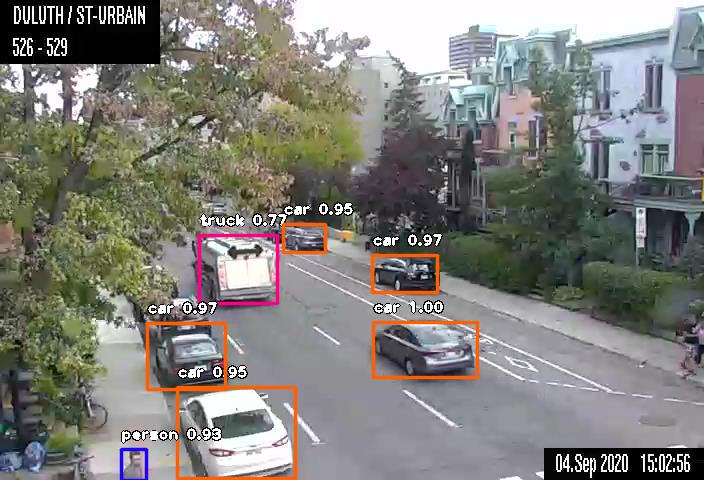 DULUTH / ST-URBAIN
526 - 529
truck 0.77
car 0.95
car 0.97
car 0.97
car 1.00
car 0.95
person 0.93
04.Sep 2020 15:02:56